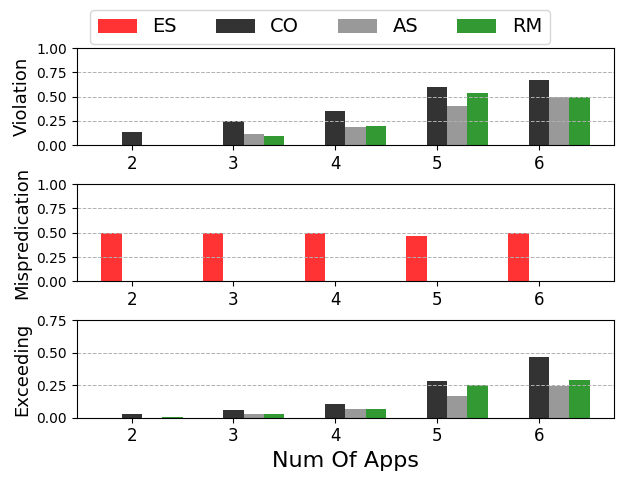 ES CO AS RM
Violation
1.00
0.75
0.50
0.25
0.00
2 3 4 5 6
Mispredication
1.00
0.75
0.50
0.25
0.00
2 3 4 5 6
Exceeding
0.75
0.50
0.25
0.00
2 3 4 5 6
Num Of Apps